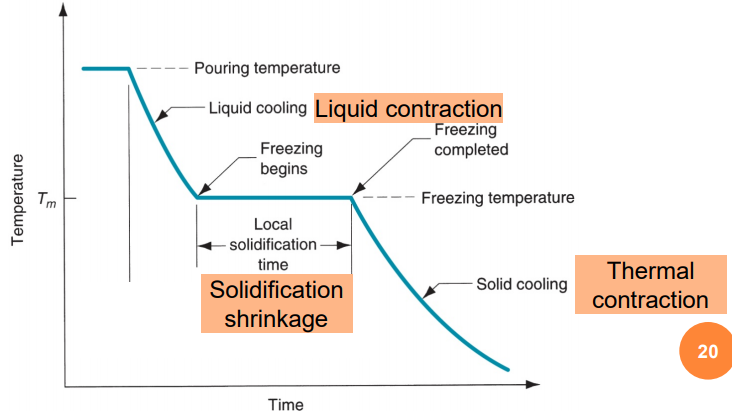 Pouring temperature
Liquid cooling
Liquid contraction
Freezing
completed
Freezing
begins
Temperature
Tm
Freezing temperature
Local
solidification
time
Solidification
shrinkage
Solid cooling
Thermal
contraction
20
Time